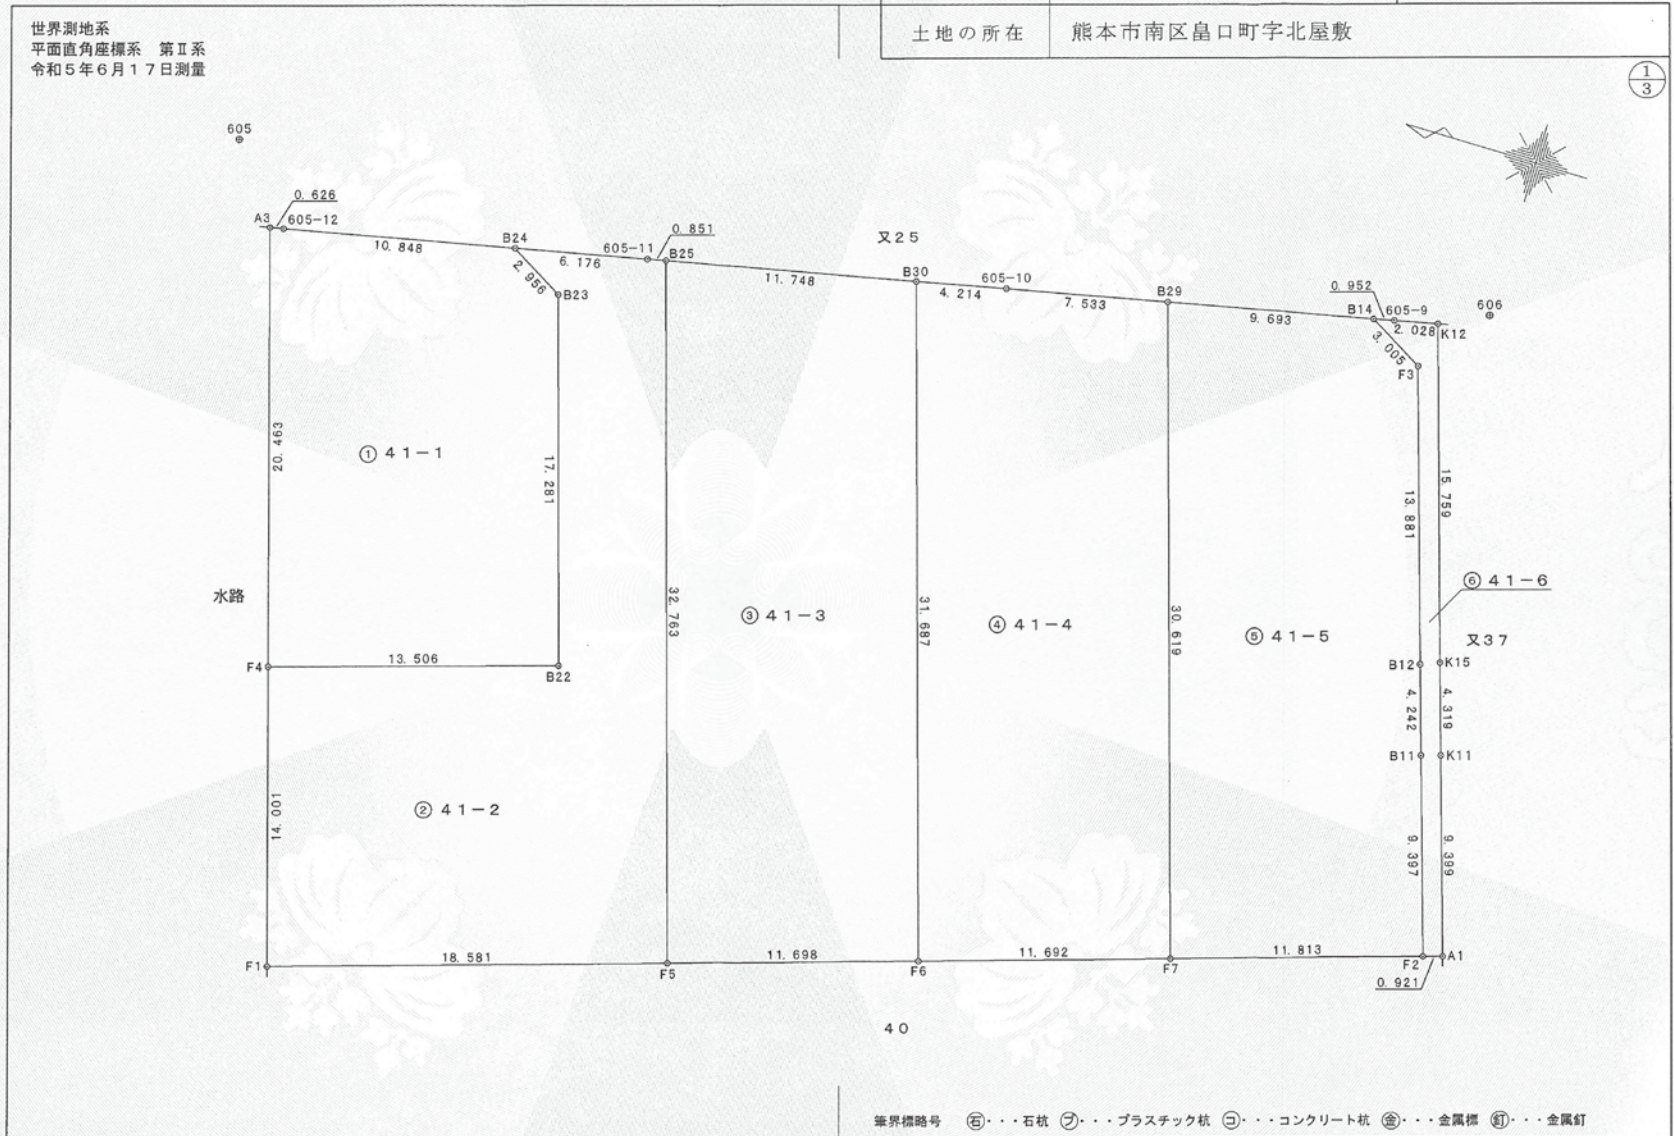 世界測地系
平面直角座標系 第Ⅱ系
令和5年6月17日測量
土地の所在 熊本市南区畠口町字北屋敷
1/3
605
0.626
A3 605-12
10.848
B24
6.176
605-11
0.851
B25
2.956
B23
又25
11.748
B30
4.214
605-10
7.533
B29
9.693
0.952
B14 605-9
606
2.028
K12
3.005
F3
20.463
① 41-1
17.281
13.881
15.759
⑥ 41-6
水路
32.763
③ 41-3
31.687
④ 41-4
30.619
⑤ 41-5
又37
F4
13.506
B22
B12
K15
4.242
4.319
B11
K11
14.001
② 41-2
9.397
9.399
F1
18.581
F5
11.698
F6
11.692
F7
11.813
F2
A1
0.921
40
筆界標略号 ㊂石・・・石杭 プ・・・プラスチック杭 コ・・・コンクリート杭 金・・・金属標 釘・・・金属釘